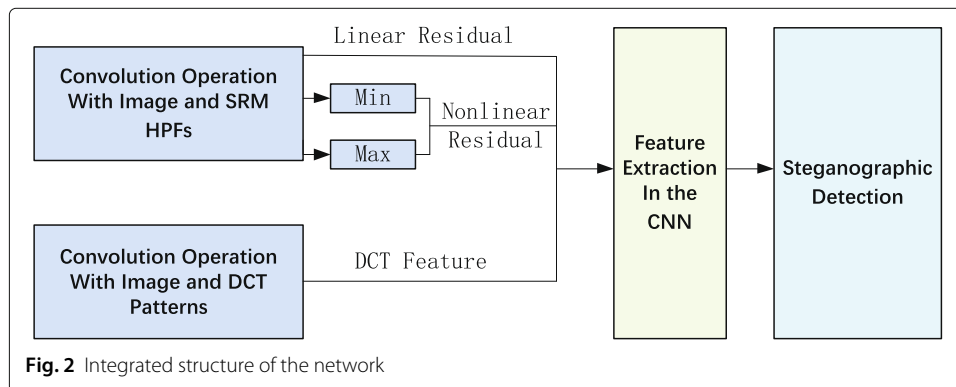 Linear Residual
Convolution Operation
With Image and SRM
HPFs
Min
Max
Nonlinear
Residual
Convolution Operation
With Image and DCT
Patterns
DCT Feature
Feature
Extraction
In the
CNN
Steganographic
Detection
Fig. 2 Integrated structure of the network